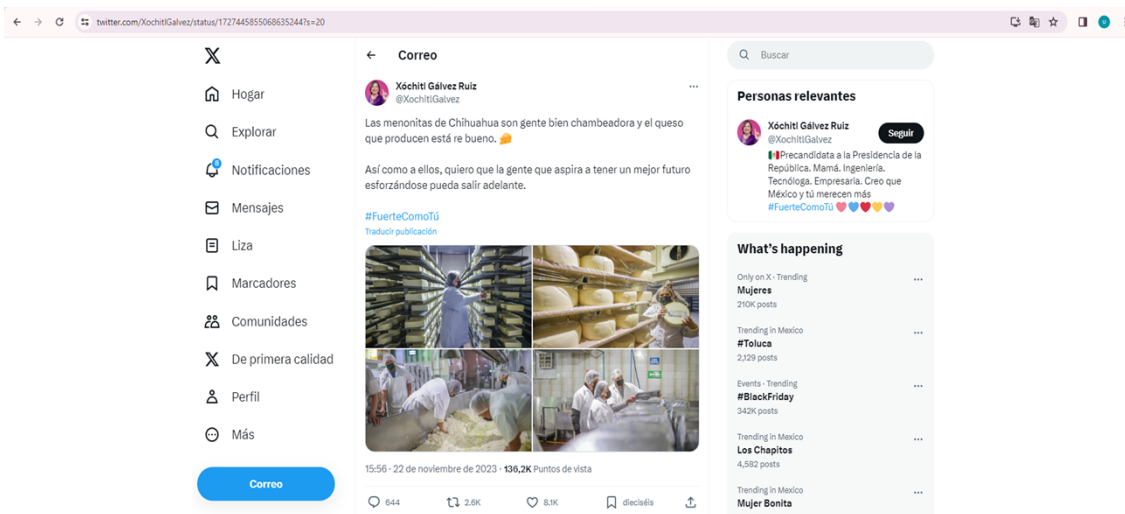 twitter.com/XochitlGalvez/status/1727445855068635244?s=20
Hogar
Explorar
8
Notificaciones
Mensajes
Liza
Marcadores
Comunidades
De primera calidad
Perfil
Más
Correo
Correo
Xóchitl Gálvez Ruiz
@XochitlGalvez
Las menonitas de Chihuahua son gente bien chambeadora y el queso
que producen está re bueno. 🧀
Así como a ellos, quiero que la gente que aspira a tener un mejor futuro
esforzándose pueda salir adelante.
#FuerteComoTú
Traducir publicación
15:56 · 22 de noviembre de 2023 · 136,2K Puntos de vista
644
2.6K
8.1K
dieciséis
Buscar
Personas relevantes
Xóchitl Gálvez Ruiz
@XochitlGalvez
Seguir
🇲🇽Precandidata a la Presidencia de la
República. Mamá. Ingeniería.
Tecnóloga. Empresaria. Creo que
México y tú merecen más
#FuerteComoTú 🩷💙❤️💛💜
What's happening
Only on X · Trending
Mujeres
210K posts
Trending in Mexico
#Toluca
2,129 posts
Events · Trending
#BlackFriday
342K posts
Trending in Mexico
Los Chapitos
4,582 posts
Trending in Mexico
Mujer Bonita